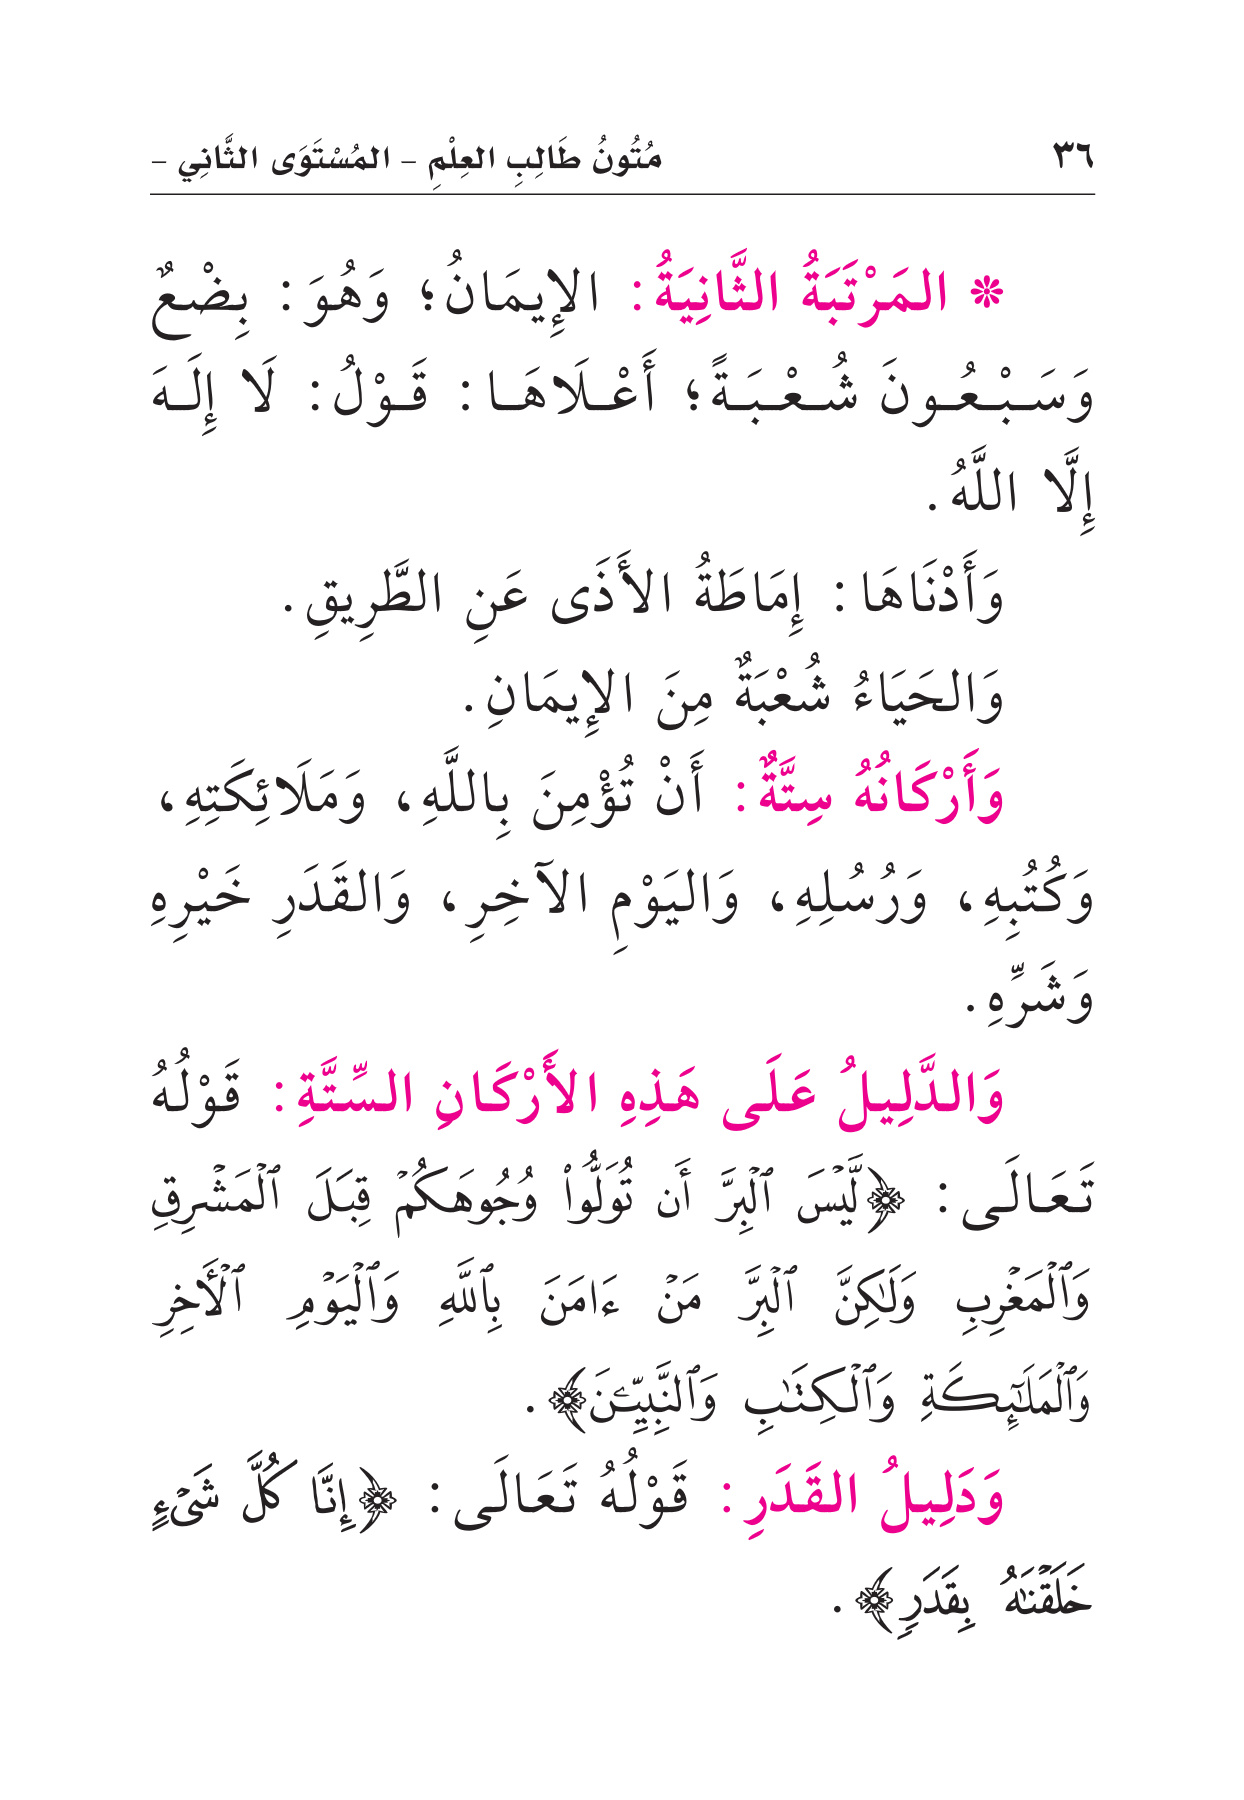 ٣٦
مُتُونُ طَالِبِ العِلْمِ – المُسْتَوَى الثَّانِي –
❊ المَرْتَبَةُ الثَّانِيَةُ: الإِيمَانُ؛ وَهُوَ: بِضْعٌ
وَسَبْعُونَ شُعْبَةً؛ أَعْلَاهَا: قَوْلُ: لَا إِلَهَ
إِلَّا اللَّهُ.
وَأَدْنَاهَا: إِمَاطَةُ الأَذَى عَنِ الطَّرِيقِ.
وَالحَيَاءُ شُعْبَةٌ مِنَ الإِيمَانِ.
وَأَرْكَانُهُ سِتَّةٌ: أَنْ تُؤْمِنَ بِاللَّهِ، وَمَلَائِكَتِهِ،
وَكُتُبِهِ، وَرُسُلِهِ، وَاليَوْمِ الآخِرِ، وَالقَدَرِ خَيْرِهِ
وَشَرِّهِ.
وَالدَّلِيلُ عَلَى هَذِهِ الأَرْكَانِ السِّتَّةِ: قَوْلُهُ
تَعَالَى: ﴿لَّيْسَ ٱلْبِرَّ أَن تُوَلُّوا۟ وُجُوهَكُمْ قِبَلَ ٱلْمَشْرِقِ
وَٱلْمَغْرِبِ وَلَٰكِنَّ ٱلْبِرَّ مَنْ ءَامَنَ بِٱللَّهِ وَٱلْيَوْمِ ٱلْأَخِرِ
وَٱلْمَلَٰٓئِكَةِ وَٱلْكِتَٰبِ وَٱلنَّبِيِّـۧنَ﴾.
وَدَلِيلُ القَدَرِ: قَوْلُهُ تَعَالَى: ﴿إِنَّا كُلَّ شَىْءٍ
خَلَقْنَٰهُ بِقَدَرٍ﴾.